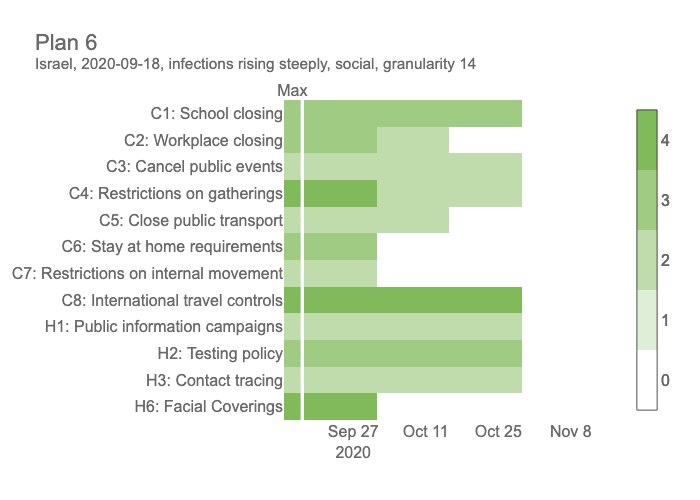 Plan 6
Israel, 2020-09-18, infections rising steeply, social, granularity 14
Max
C1: School closing
C2: Workplace closing
C3: Cancel public events
C4: Restrictions on gatherings
C5: Close public transport
C6: Stay at home requirements
C7: Restrictions on internal movement
C8: International travel controls
H1: Public information campaigns
H2: Testing policy
H3: Contact tracing
H6: Facial Coverings
Sep 27 Oct 11 Oct 25 Nov 8
2020
4
3
2
1
0